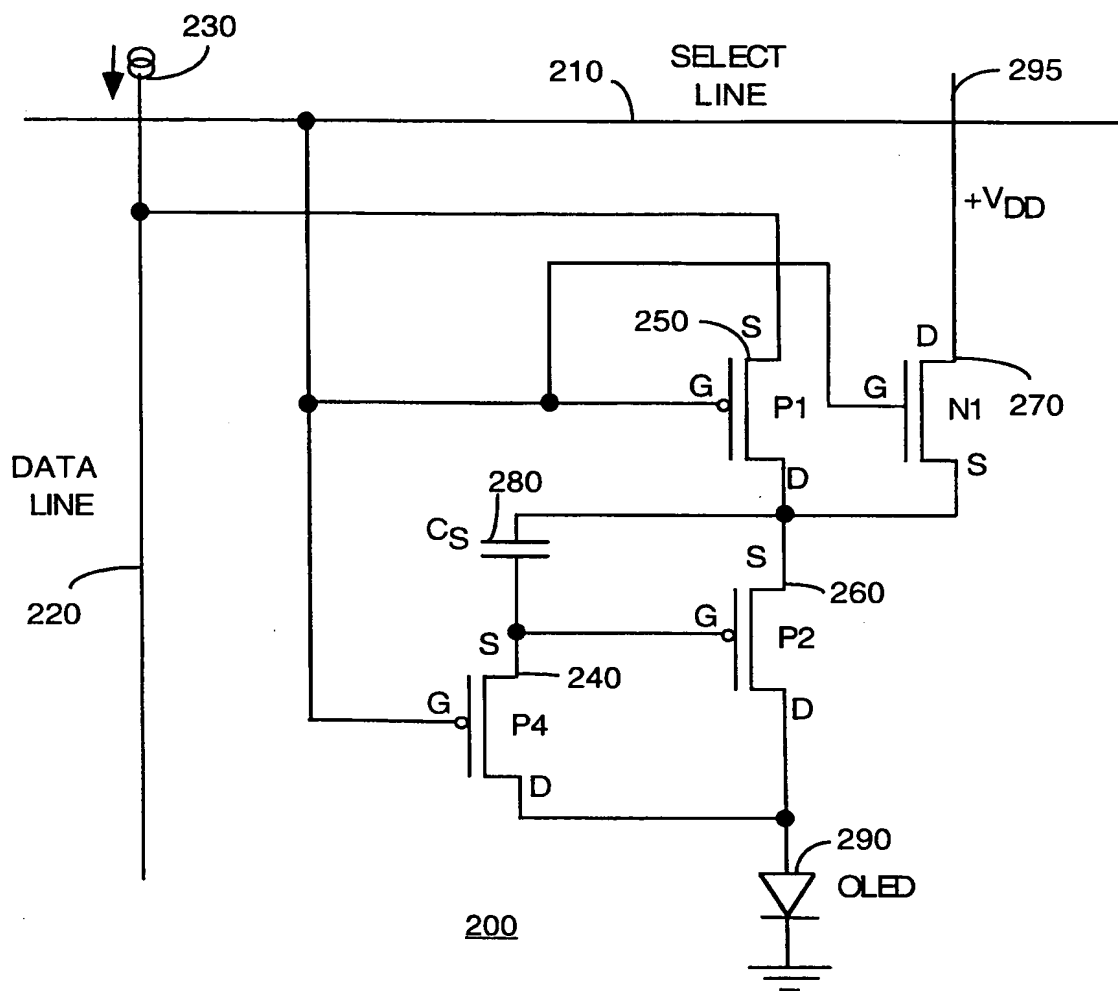 230
SELECT
LINE
210
295
+VDD
250
S
D
G
P1
G
N1
270
D
S
DATA
LINE
280
CS
S
260
G
P2
220
S
240
G
P4
D
D
290
OLED
200